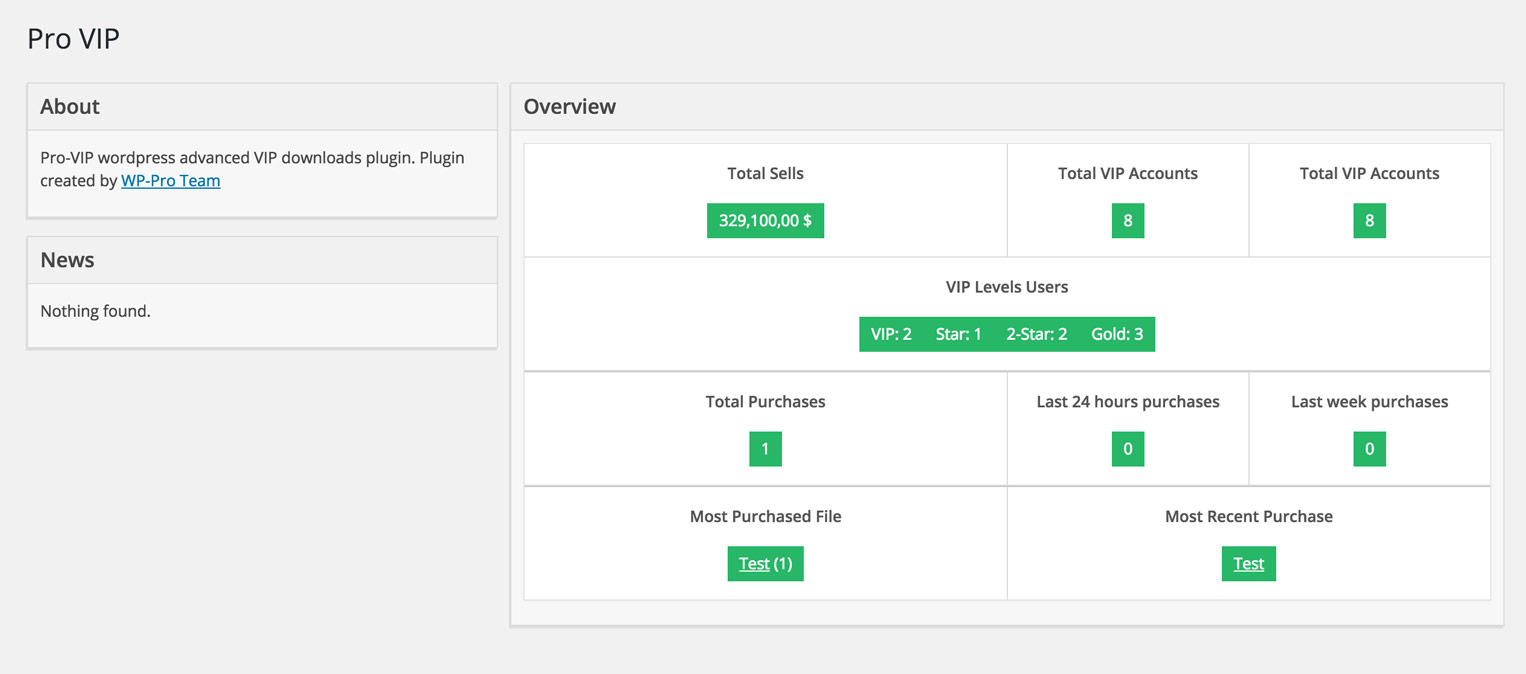 Pro VIP
About
Pro-VIP wordpress advanced VIP downloads plugin. Plugin
created by WP-Pro Team
News
Nothing found.
Overview
Total Sells
329,100,00 $
Total VIP Accounts
8
Total VIP Accounts
8
VIP Levels Users
VIP: 2 Star: 1 2-Star: 2 Gold: 3
Total Purchases
1
Last 24 hours purchases
0
Last week purchases
0
Most Purchased File
Test (1)
Most Recent Purchase
Test